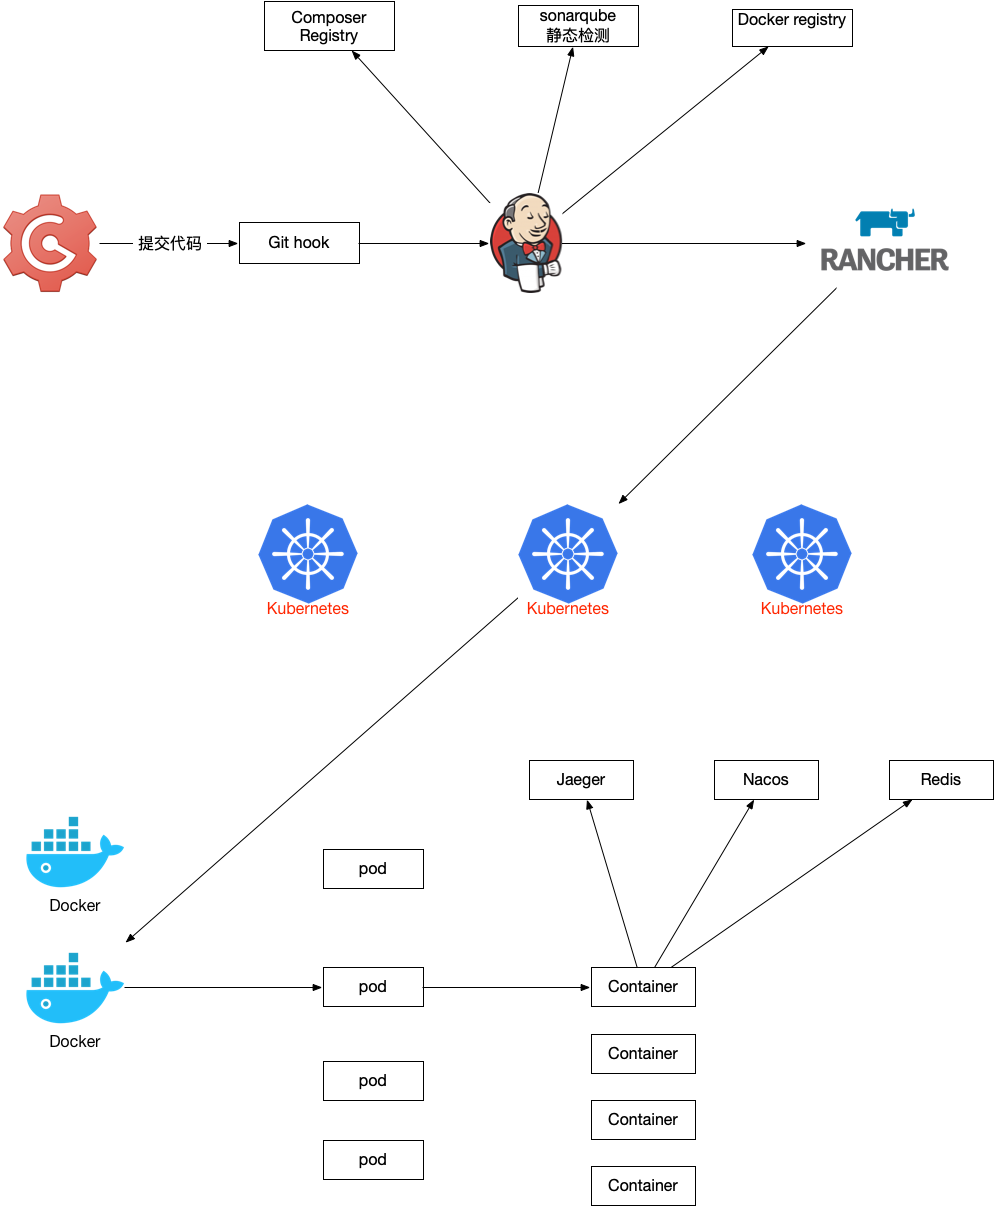 Composer
Registry
sonarqube
静态检测
Docker registry
提交代码
Git hook
RANCHER
Kubernetes
Kubernetes
Kubernetes
Jaeger
Nacos
Redis
pod
Docker
pod
Container
Docker
Container
pod
Container
pod
Container